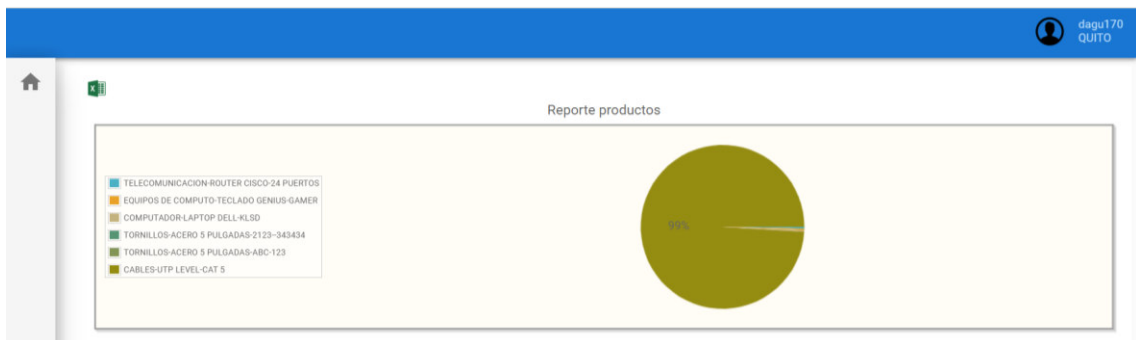 dagu170
QUITO
Reporte productos
TELECOMUNICACION-ROUTER CISCO-24 PUERTOS
EQUIPOS DE COMPUTO-TECLADO GENIUS-GAMER
COMPUTADOR-LAPTOP DELL-KLSD
TORNILLOS-ACERO 5 PULGADAS-2123--343434
TORNILLOS-ACERO 5 PULGADAS-ABC-123
CABLES-UTP LEVEL-CAT 5
99%